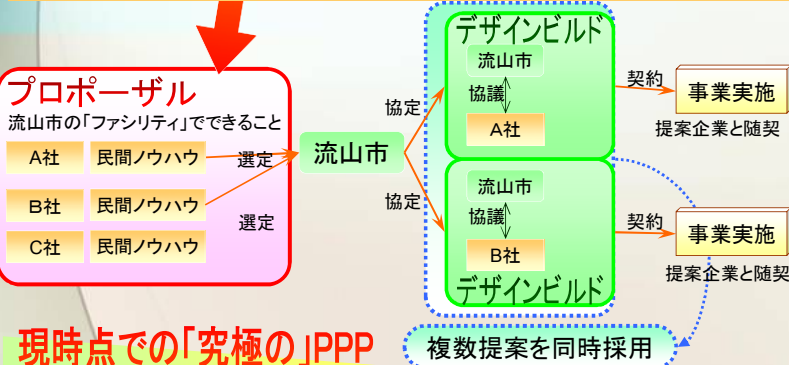 プロポーザル
流山市の「ファシリティ」でできること
A社
民間ノウハウ
選定
B社
民間ノウハウ
選定
C社
民間ノウハウ
流山市
協定
協定
デザインビルド
流山市
協議
A社
契約
事業実施
提案企業と随契
流山市
協議
B社
デザインビルド
契約
事業実施
提案企業と随契
現時点での「究極の」PPP
複数提案を同時採用